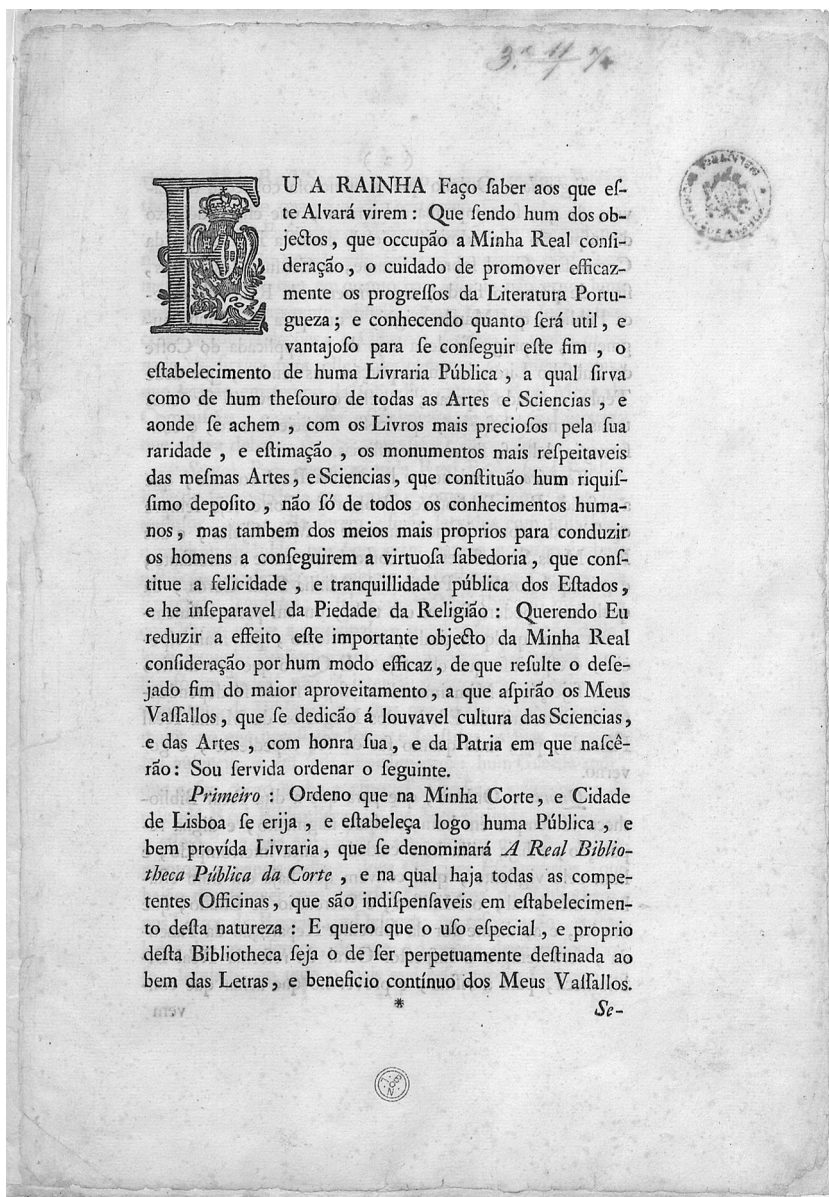 EU A RAINHA Faço ſaber aos que eſ-
te Alvará virem : Que ſendo hum dos ob-
jectos , que occupão a Minha Real conſi-
deração , o cuidado de promover efficaz-
mente os progreſſos da Literatura Portu-
gueza ; e conhecendo quanto ſerá util , e
vantajoſo para ſe conſeguir eſte fim , o
eſtabelecimento de huma Livraria Pública , a qual ſirva
como de hum theſouro de todas as Artes e Sciencias , e
aonde ſe achem , com os Livros mais precioſos pela ſua
raridade , e eſtimação , os monumentos mais reſpeitaveis
das meſmas Artes, e Sciencias, que conſtituão hum riquiſ-
ſimo depoſito , não ſó de todos os conhecimentos huma-
nos, mas tambem dos meios mais proprios para conduzir
os homens a conſeguirem a virtuoſa ſabedoria , que conſ-
titue a felicidade , e tranquillidade pública dos Eſtados,
e he inſeparavel da Piedade da Religião : Querendo Eu
reduzir a effeito eſte importante objecto da Minha Real
conſideração por hum modo efficaz, de que reſulte o deſe-
jado fim do maior aproveitamento, a que aſpirão os Meus
Vaſſallos , que ſe dedicão á louvavel cultura das Sciencias,
e das Artes , com honra ſua, e da Patria em que naſcê-
rão: Sou ſervida ordenar o ſeguinte.
Primeiro : Ordeno que na Minha Corte, e Cidade
de Lisboa ſe erija , e eſtabeleça logo huma Pública , e
bem provída Livraria, que ſe denominará A Real Biblio-
theca Pública da Corte , e na qual haja todas as compe-
tentes Officinas, que são indiſpenſaveis em eſtabelecimen-
to deſta natureza : E quero que o uſo eſpecial , e proprio
deſta Bibliotheca ſeja o de ſer perpetuamente deſtinada ao
bem das Letras, e beneficio contínuo dos Meus Vaſſallos.
* Se-